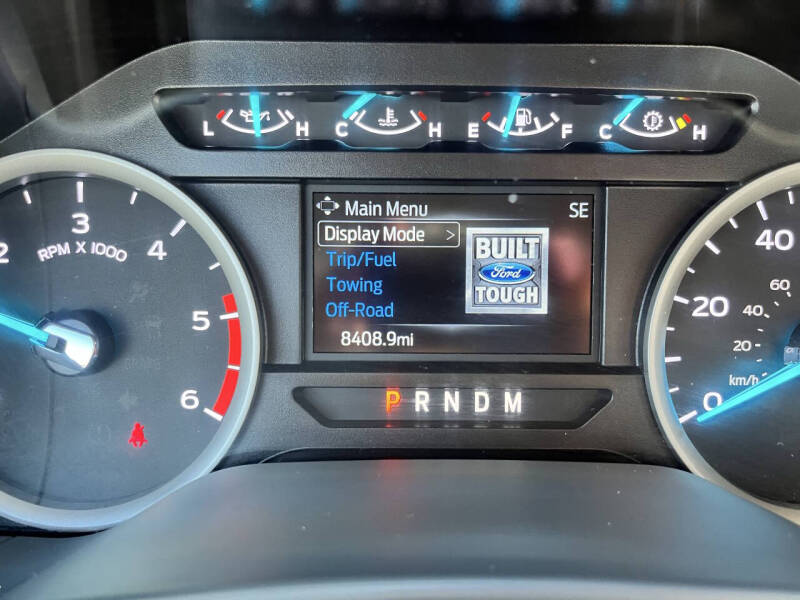 L H C H E F C H
Main Menu SE
Display Mode >
Trip/Fuel
Towing
Off-Road
8408.9mi
BUILT
Ford
TOUGH
P R N D M
2 3 4 5 6
RPM X 1000
0 20 40
20 40 60
km/h